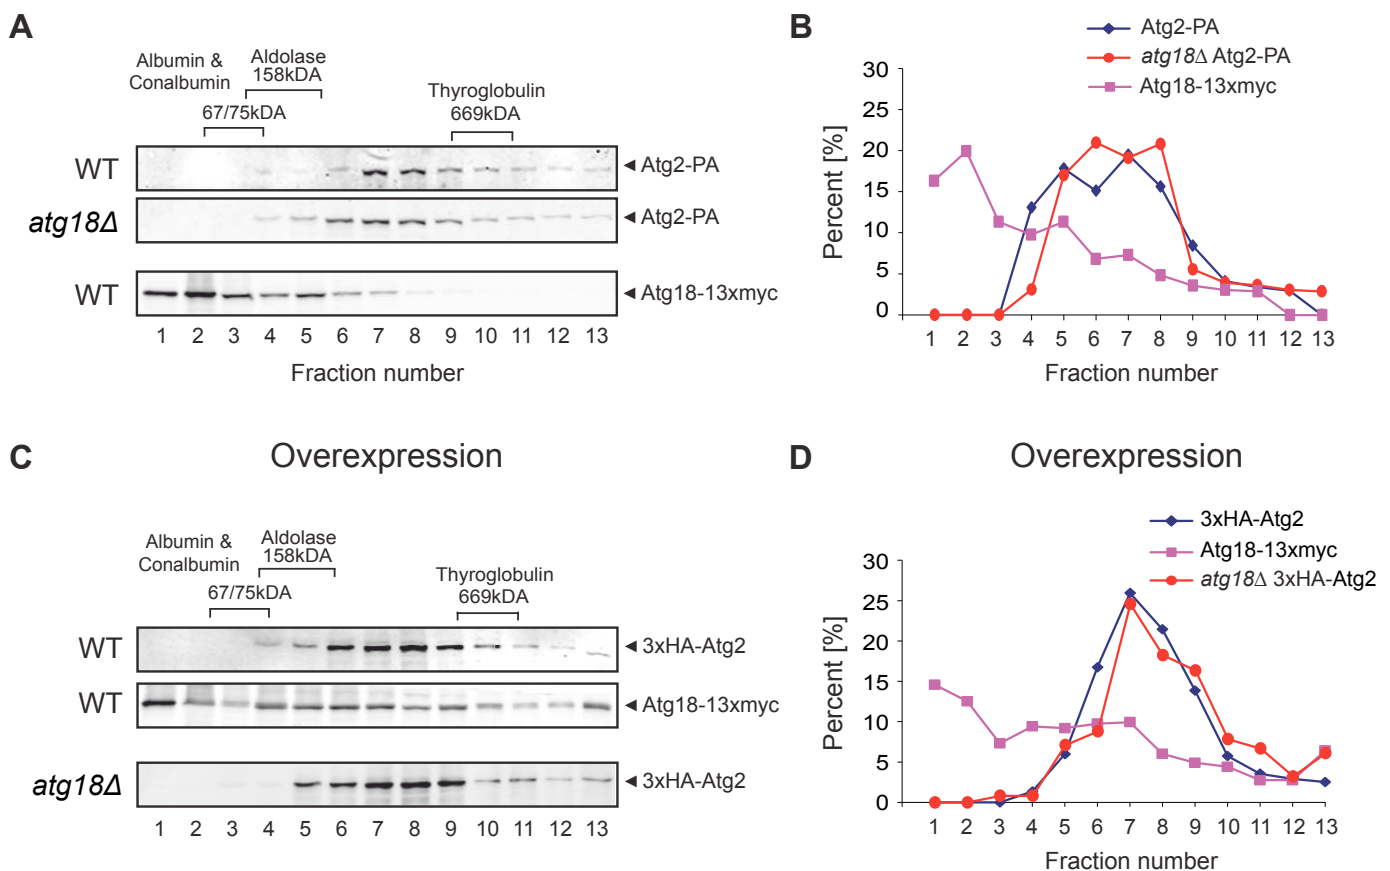 A
Albumin &
Conalbumin
Aldolase
158kDA
67/75kDA
Thyroglobulin
669kDA
WT
Atg2-PA
atg18Δ
Atg2-PA
WT
Atg18-13xmyc
1 2 3 4 5 6 7 8 9 10 11 12 13
Fraction number
B
Atg2-PA
atg18Δ Atg2-PA
Atg18-13xmyc
Percent [%]
30
25
20
15
10
5
0
1 2 3 4 5 6 7 8 9 10 11 12 13
Fraction number
C
Overexpression
Albumin &
Conalbumin
Aldolase
158kDA
67/75kDA
Thyroglobulin
669kDA
WT
3xHA-Atg2
WT
Atg18-13xmyc
atg18Δ
3xHA-Atg2
1 2 3 4 5 6 7 8 9 10 11 12 13
Fraction number
D
Overexpression
3xHA-Atg2
Atg18-13xmyc
atg18Δ 3xHA-Atg2
Percent [%]
30
25
20
15
10
5
0
1 2 3 4 5 6 7 8 9 10 11 12 13
Fraction number